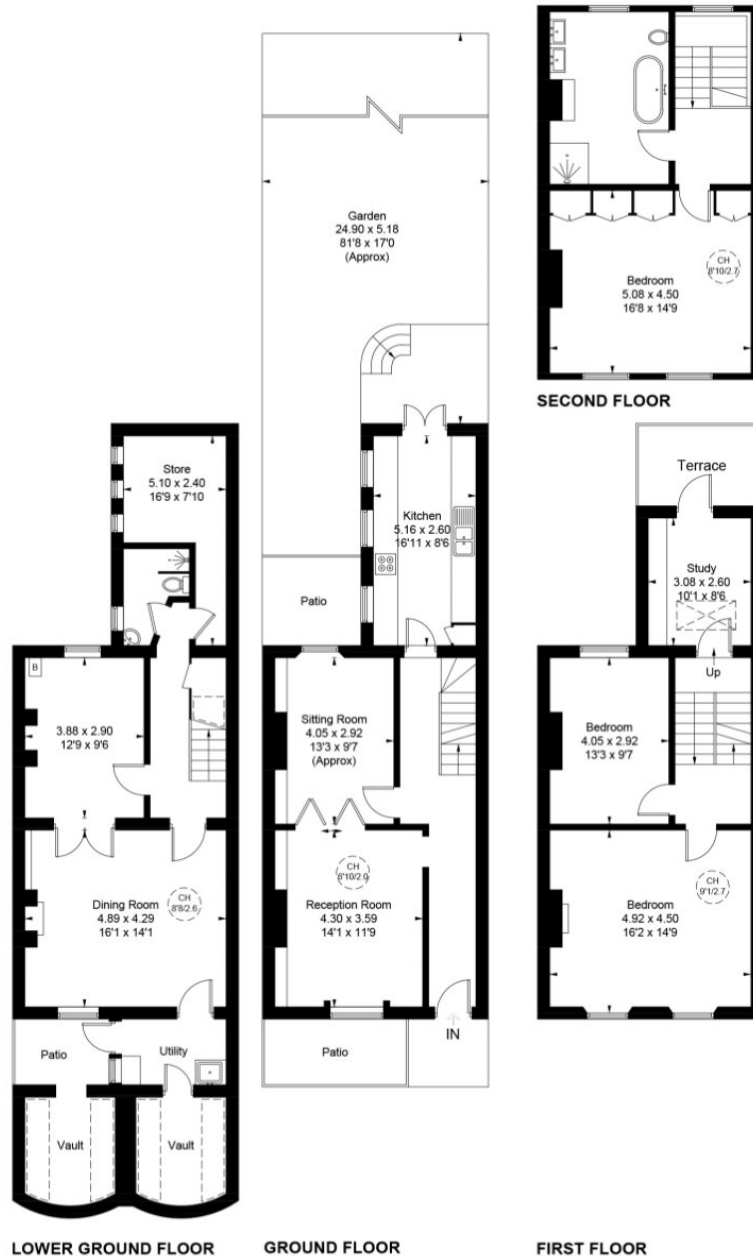 Garden
24.90 x 5.18
81'8 x 17'0
(Approx)
CH
8'10/2.7
Bedroom
5.08 x 4.50
16'8 x 14'9
SECOND FLOOR
Store
5.10 x 2.40
16'9 x 7'10
B
3.88 x 2.90
12'9 x 9'6
CH
8'8/2.6
Dining Room
4.89 x 4.29
16'1 x 14'1
Patio
Utility
Vault
Vault
LOWER GROUND FLOOR
Kitchen
5.16 x 2.60
16'11 x 8'6
Patio
Sitting Room
4.05 x 2.92
13'3 x 9'7
(Approx)
CH
8'10/2.0
Reception Room
4.30 x 3.59
14'1 x 11'9
IN
Patio
GROUND FLOOR
Terrace
Study
3.08 x 2.60
10'1 x 8'6
Up
Bedroom
4.05 x 2.92
13'3 x 9'7
CH
9'1/2.7
Bedroom
4.92 x 4.50
16'2 x 14'9
FIRST FLOOR